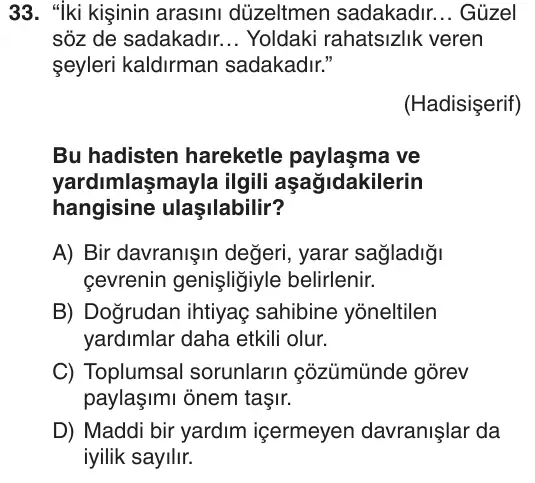 33. “İki kişinin arasını düzeltmen sadakadır... Güzel
söz de sadakadır... Yoldaki rahatsızlık veren
şeyleri kaldırman sadakadır.”
(Hadisişerif)
Bu hadisten hareketle paylaşma ve
yardımlaşmayla ilgili aşağıdakilerin
hangisine ulaşılabilir?
A) Bir davranışın değeri, yarar sağladığı
çevrenin genişliğiyle belirlenir.
B) Doğrudan ihtiyaç sahibine yöneltilen
yardımlar daha etkili olur.
C) Toplumsal sorunların çözümünde görev
paylaşımı önem taşır.
D) Maddi bir yardım içermeyen davranışlar da
iyilik sayılır.